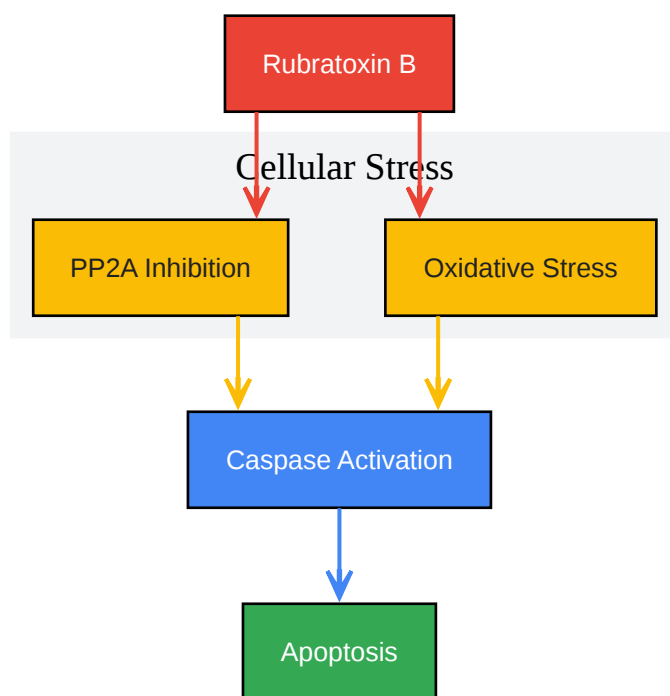 Rubratoxin B
Cellular Stress
PP2A Inhibition
Oxidative Stress
Caspase Activation
Apoptosis